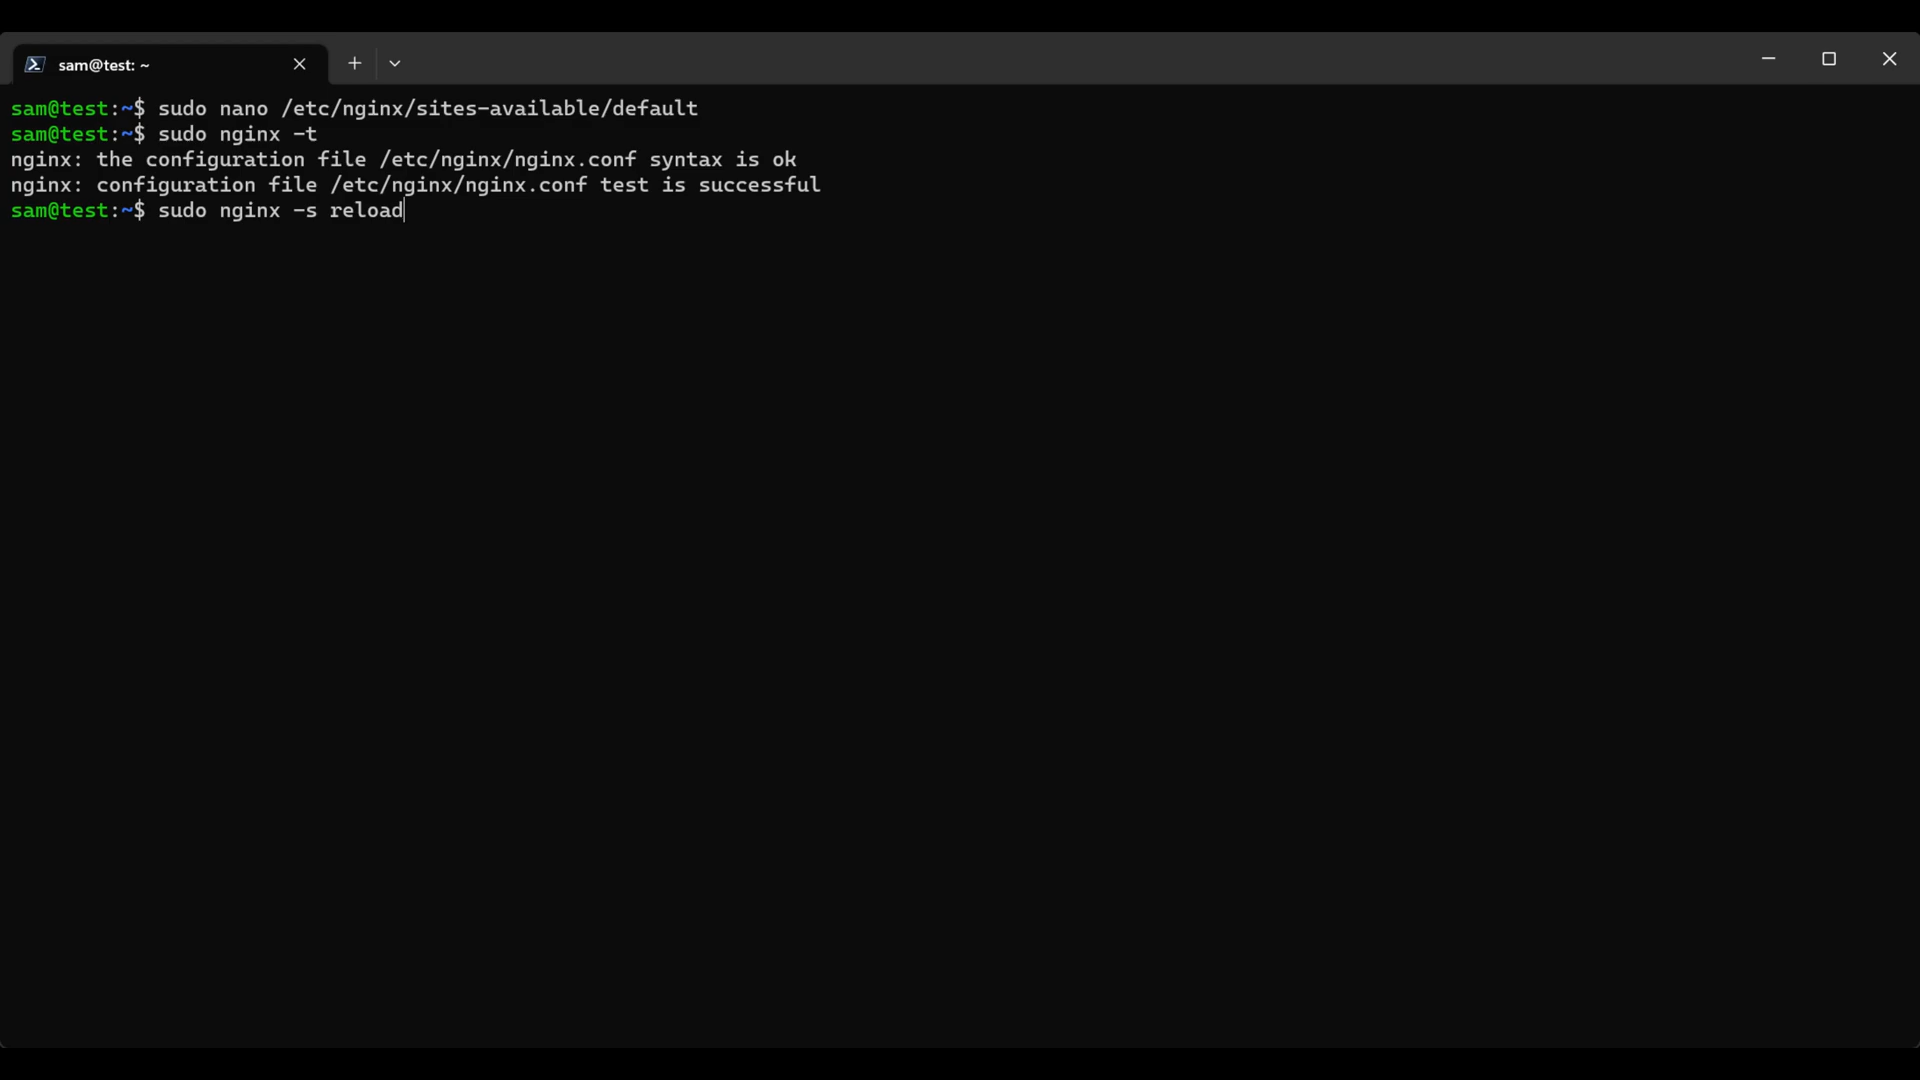 sam@test: ~
sam@test:~$ sudo nano /etc/nginx/sites-available/default
sam@test:~$ sudo nginx -t
nginx: the configuration file /etc/nginx/nginx.conf syntax is ok
nginx: configuration file /etc/nginx/nginx.conf test is successful
sam@test:~$ sudo nginx -s reload